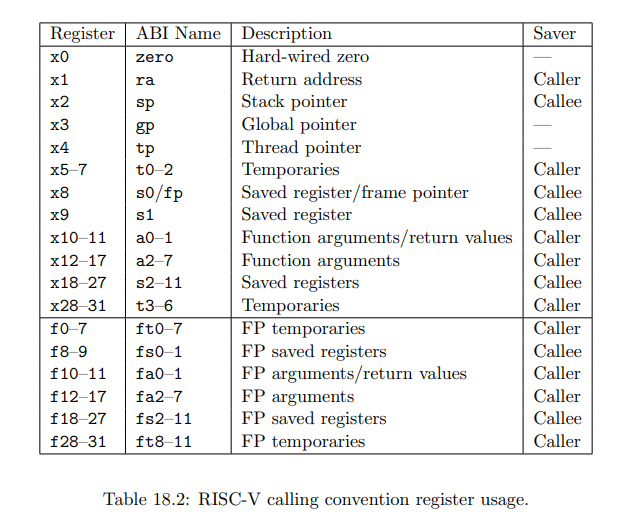 Register ABI Name Description Saver
x0 zero Hard-wired zero —
x1 ra Return address Caller
x2 sp Stack pointer Callee
x3 gp Global pointer —
x4 tp Thread pointer —
x5–7 t0–2 Temporaries Caller
x8 s0/fp Saved register/frame pointer Callee
x9 s1 Saved register Callee
x10–11 a0–1 Function arguments/return values Caller
x12–17 a2–7 Function arguments Caller
x18–27 s2–11 Saved registers Callee
x28–31 t3–6 Temporaries Caller
f0–7 ft0–7 FP temporaries Caller
f8–9 fs0–1 FP saved registers Callee
f10–11 fa0–1 FP arguments/return values Caller
f12–17 fa2–7 FP arguments Caller
f18–27 fs2–11 FP saved registers Callee
f28–31 ft8–11 FP temporaries Caller
Table 18.2: RISC-V calling convention register usage.